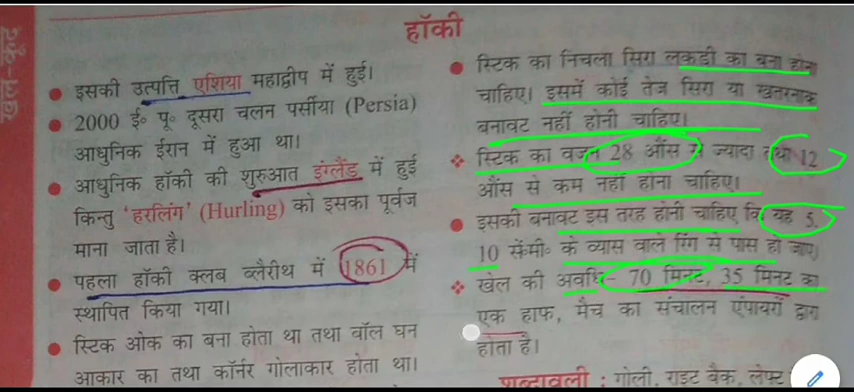 खेल-कूद
हॉकी
इसकी उत्पत्ति एशिया महाद्वीप में हुई।
2000 ई० पू० दूसरा चलन पर्सीया (Persia)
आधुनिक ईरान में हुआ था।
आधुनिक हॉकी की शुरुआत इंग्लैंड में हुई
किन्तु 'हरलिंग' (Hurling) को इसका पूर्वज
माना जाता है।
पहला हॉकी क्लब ब्लैरीथ में 1861 में
स्थापित किया गया।
स्टिक ओक का बना होता था तथा बॉल घन
आकार का तथा कॉर्नर गोलाकार होता था।
स्टिक का निचला सिरा लकड़ी का बना होना
चाहिए। इसमें कोई तेज सिरा या खतरनाक
बनावट नहीं होनी चाहिए।
स्टिक का वजन 28 औंस से ज्यादा तथा 12
औंस से कम नहीं होना चाहिए।
इसकी बनावट इस तरह होनी चाहिए कि यह 5.
10 सेंमी० के व्यास वाले रिंग से पास हो जाए।
खेल की अवधि– 70 मिनट, 35 मिनट का
एक हाफ, मैच का संचालन एंपायरों द्वारा
होता है।
शब्दावली : गोली, राइट बैक, लेफ्ट